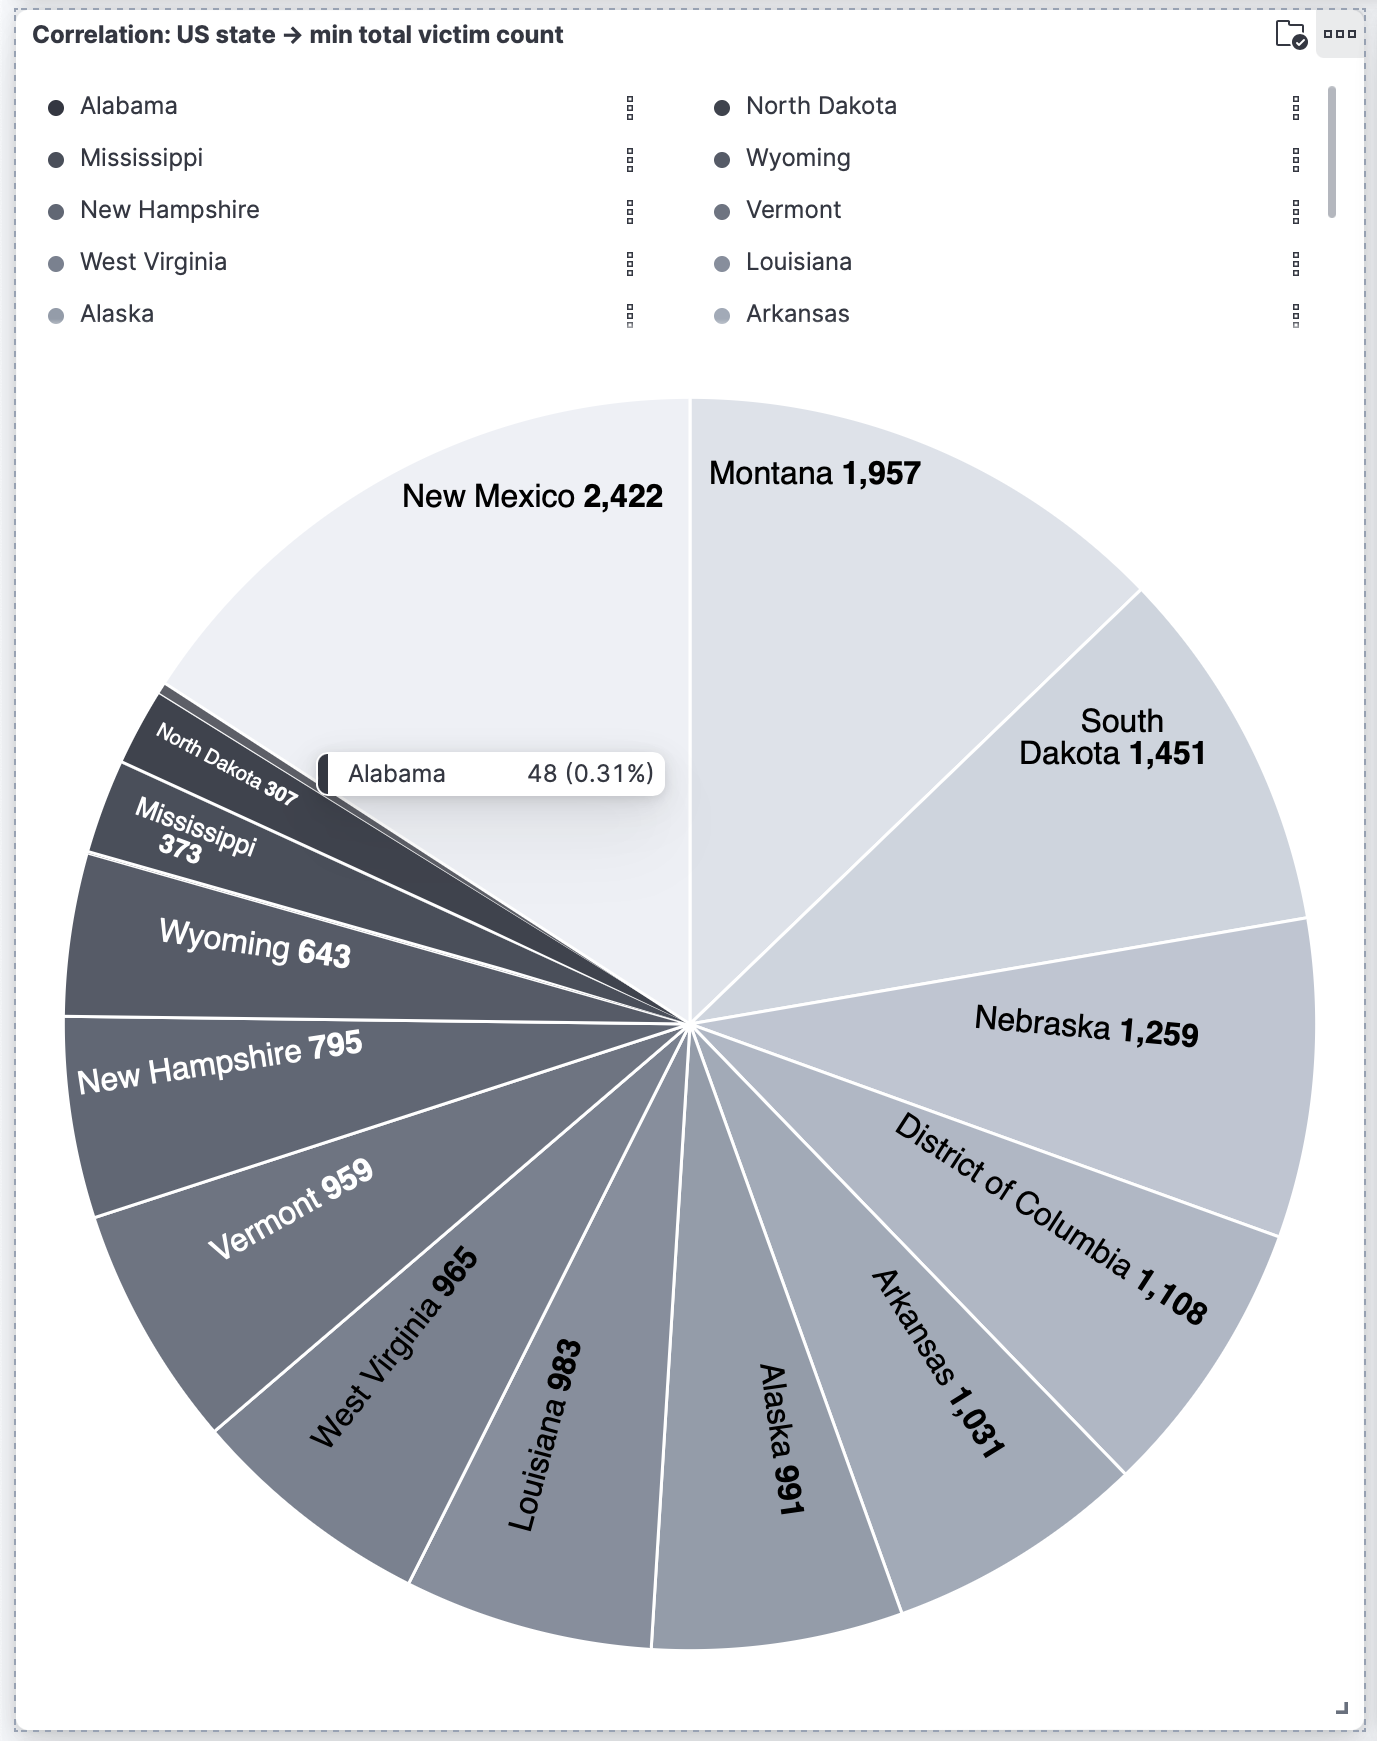 Correlation: US state → min total victim count
Alabama
North Dakota
Mississippi
Wyoming
New Hampshire
Vermont
West Virginia
Louisiana
Alaska
Arkansas
New Mexico 2,422
Montana 1,957
South
Dakota 1,451
Nebraska 1,259
District of Columbia 1,108
Arkansas 1,031
Alaska 991
Louisiana 983
West Virginia 965
Vermont 959
New Hampshire 795
Wyoming 643
Mississippi
373
North Dakota 307
Alabama 48 (0.31%)